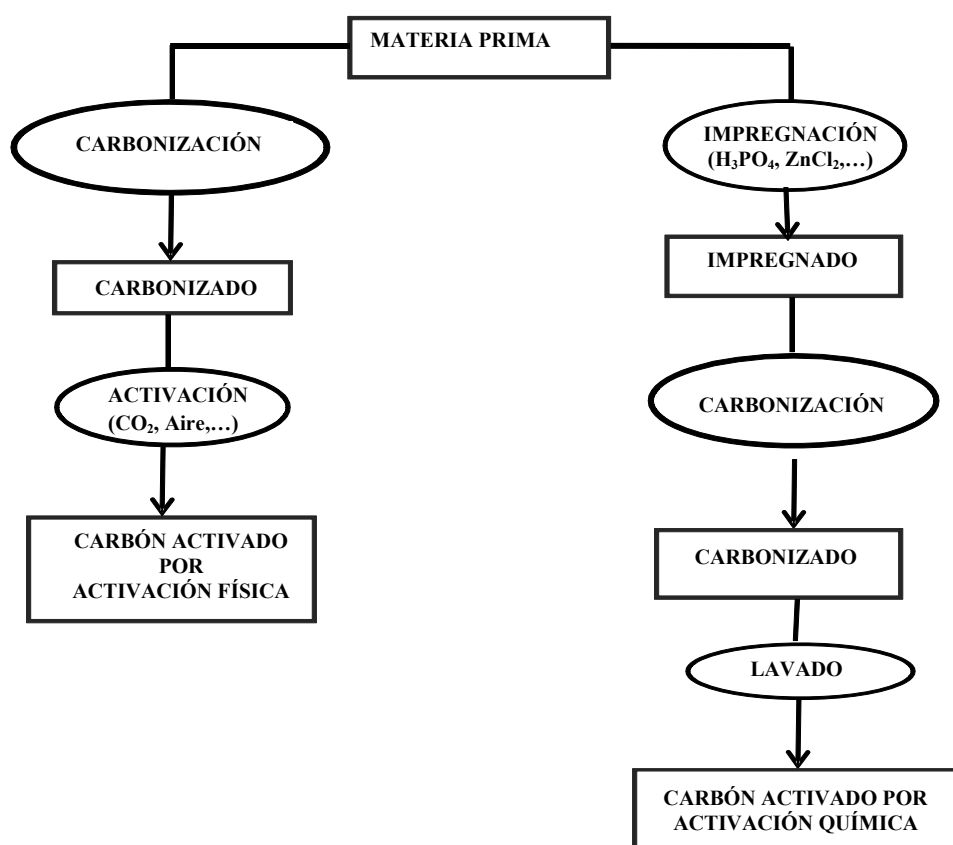 MATERIA PRIMA
CARBONIZACIÓN
CARBONIZADO
ACTIVACIÓN
(CO₂, Aire,…)
CARBÓN ACTIVADO
POR
ACTIVACIÓN FÍSICA
IMPREGNACIÓN
(H₃PO₄, ZnCl₂,…)
IMPREGNADO
CARBONIZACIÓN
CARBONIZADO
LAVADO
CARBÓN ACTIVADO POR
ACTIVACIÓN QUÍMICA